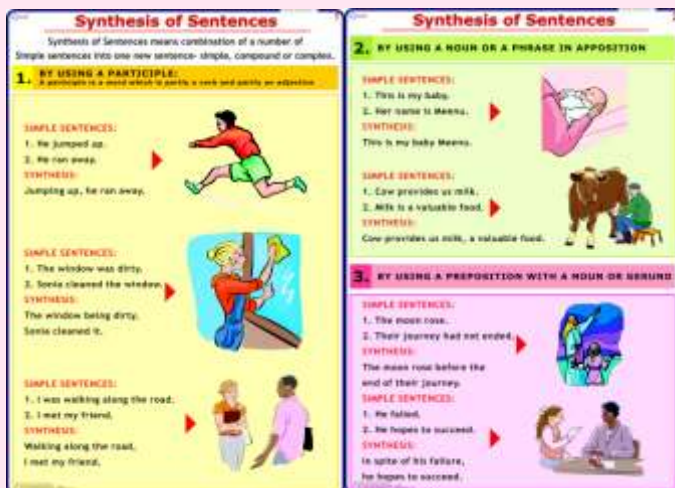 Synthesis of Sentences
Synthesis of Sentences means combination of a number of
Simple sentences into one new sentence- simple, compound or complex.
1. BY USING A PARTICIPLE:
A participle is a word which is partly a verb and partly an adjective
SIMPLE SENTENCES:
1. He jumped up.
2. He ran away.
SYNTHESIS:
Jumping up, he ran away.
SIMPLE SENTENCES:
1. The window was dirty.
2. Sonia cleaned the window.
SYNTHESIS:
The window being dirty.
Sonia cleaned it.
SIMPLE SENTENCES:
1. I was walking along the road.
2. I met my friend.
SYNTHESIS:
Walking along the road,
I met my friend.
Synthesis of Sentences
2. BY USING A NOUN OR A PHRASE IN APPOSITION
SIMPLE SENTENCES:
1. This is my baby.
2. Her name is Meenu.
SYNTHESIS:
This is my baby Meenu.
SIMPLE SENTENCES:
1. Cow provides us milk.
2. Milk is a valuable food.
SYNTHESIS:
Cow provides us milk, a valuable food.
3. BY USING A PREPOSITION WITH A NOUN OR GERUND
SIMPLE SENTENCES:
1. The moon rose.
2. Their journey had not ended.
SYNTHESIS:
The moon rose before the
end of their journey.
SIMPLE SENTENCES:
1. He failed.
2. He hopes to succeed.
SYNTHESIS:
In spite of his failure,
he hopes to succeed.